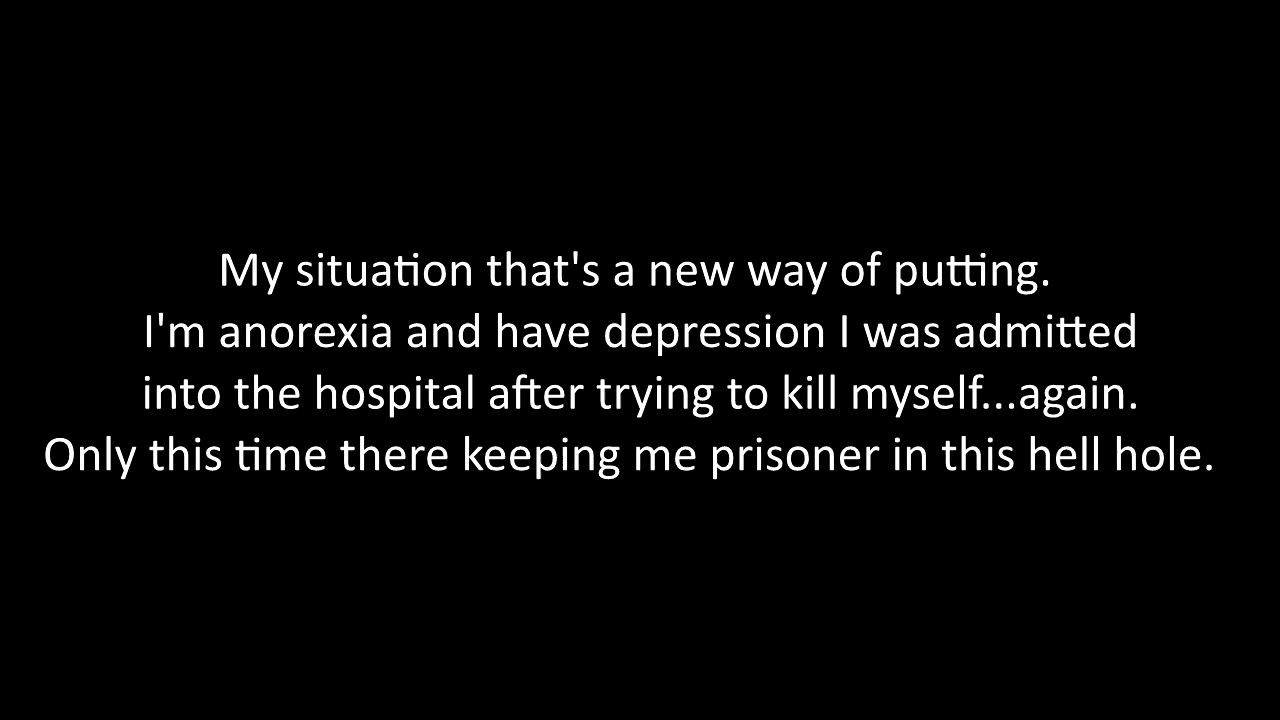 My situation that's a new way of putting.
I'm anorexia and have depression I was admitted
into the hospital after trying to kill myself...again.
Only this time there keeping me prisoner in this hell hole.